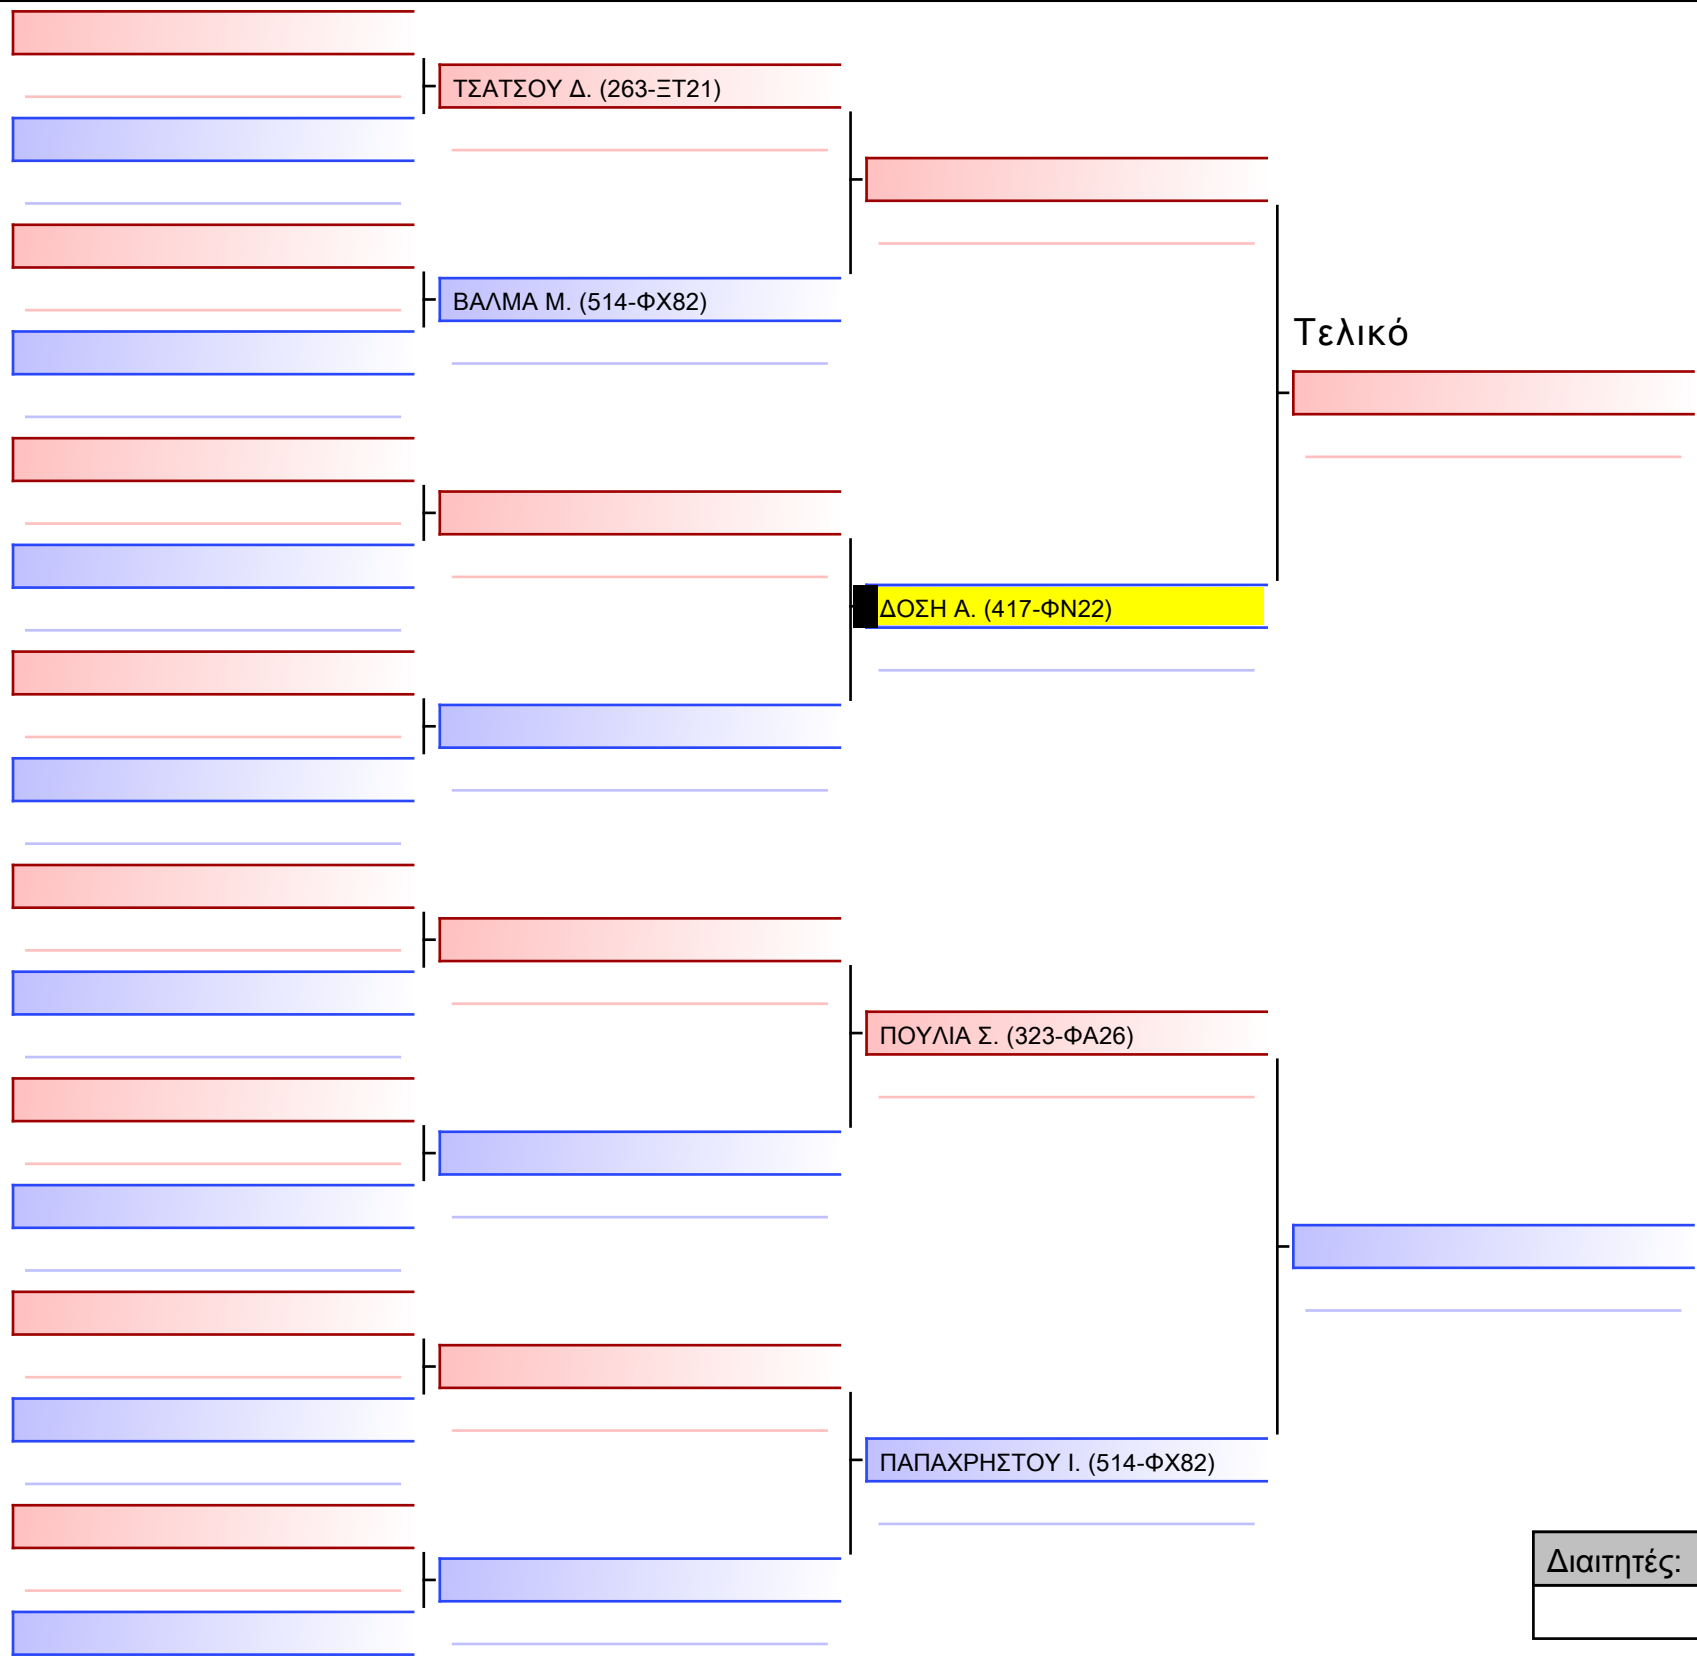 ΤΣΑΤΣΟΥ Δ. (263-ΞΤ21)
ΒΑΛΜΑ Μ. (514-ΦΧ82)
Τελικό
ΔΟΣΗ Α. (417-ΦΝ22)
ΠΟΥΛΙΑ Σ. (323-ΦΑ26)
ΠΑΠΑΧΡΗΣΤΟΥ Ι. (514-ΦΧ82)
Διαιτητές: